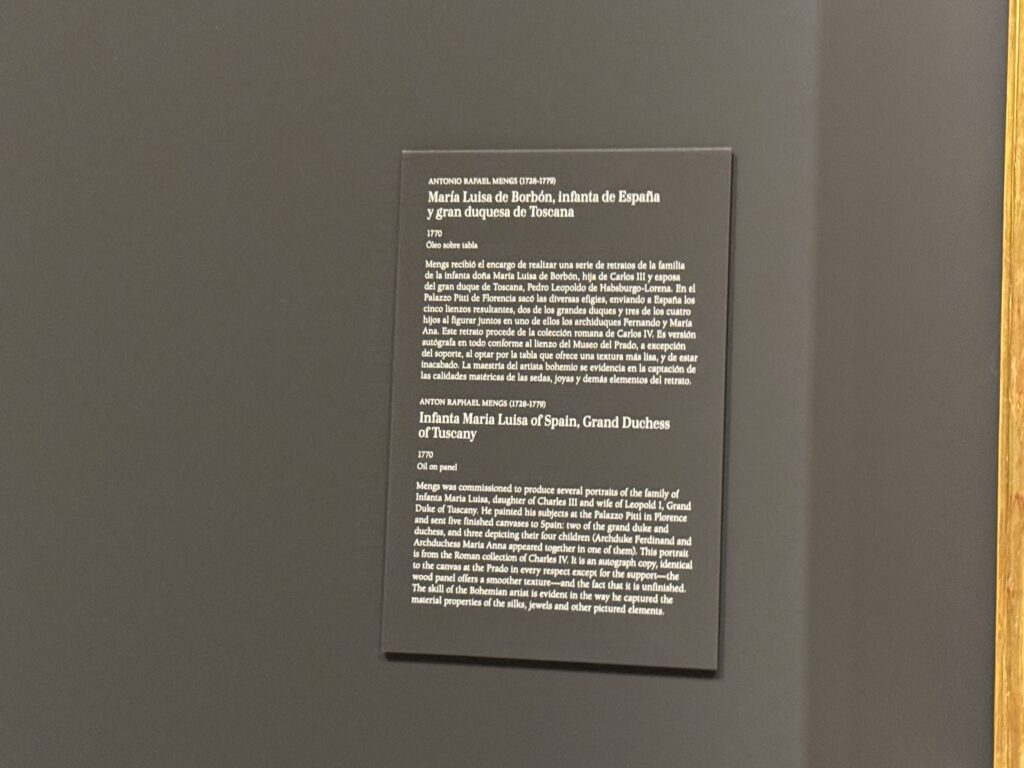 ANTONIO RAFAEL MENGS (1728-1779)
María Luisa de Borbón, infanta de España
y gran duquesa de Toscana
1770
Óleo sobre tabla
Mengs recibió el encargo de realizar una serie de retratos de la familia
de la infanta doña María Luisa de Borbón, hija de Carlos III y esposa
del gran duque de Toscana, Pedro Leopoldo de Habsburgo-Lorena. En el
Palazzo Pitti de Florencia sacó las diversas efigies, enviando a España los
cinco lienzos resultantes, dos de los grandes duques y tres de los cuatro
hijos al figurar juntos en uno de ellos los archiduques Fernando y María
Ana. Este retrato procede de la colección romana de Carlos IV. Es versión
autógrafa en todo conforme al lienzo del Museo del Prado, a excepción
del soporte, al optar por la tabla que ofrece una textura más lisa, y de estar
inacabado. La maestría del artista bohemio se evidencia en la captación de
las calidades matéricas de las sedas, joyas y demás elementos del retrato.
ANTON RAPHAEL MENGS (1728-1779)
Infanta María Luisa of Spain, Grand Duchess
of Tuscany
1770
Oil on panel
Mengs was commissioned to produce several portraits of the family of
Infanta María Luisa, daughter of Charles III and wife of Leopold I, Grand
Duke of Tuscany. He painted his subjects at the Palazzo Pitti in Florence
and sent five finished canvases to Spain: two of the grand duke and
duchess, and three depicting their four children (Archduke Ferdinand and
Archduchess Maria Anna appeared together in one of them). This portrait
is from the Roman collection of Charles IV. It is an autograph copy, identical
to the canvas at the Prado in every respect except for the support—the
wood panel offers a smoother texture—and the fact that it is unfinished.
The skill of the Bohemian artist is evident in the way he captured the
material properties of the silks, jewels and other pictured elements.